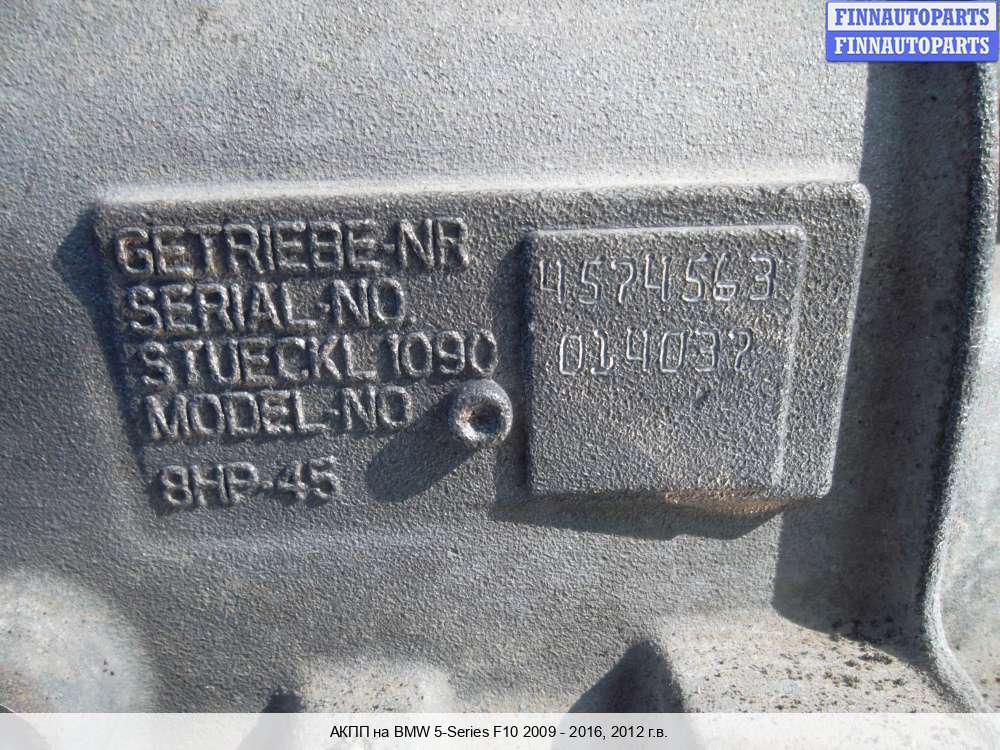 FINNAUTOPARTS
FINNAUTOPARTS
GETRIEBE-NR
SERIAL-NO.
4574563
STUECKL 1090
014037
MODEL-NO
8HP-45
АКПП на BMW 5-Series F10 2009 - 2016, 2012 г.в.